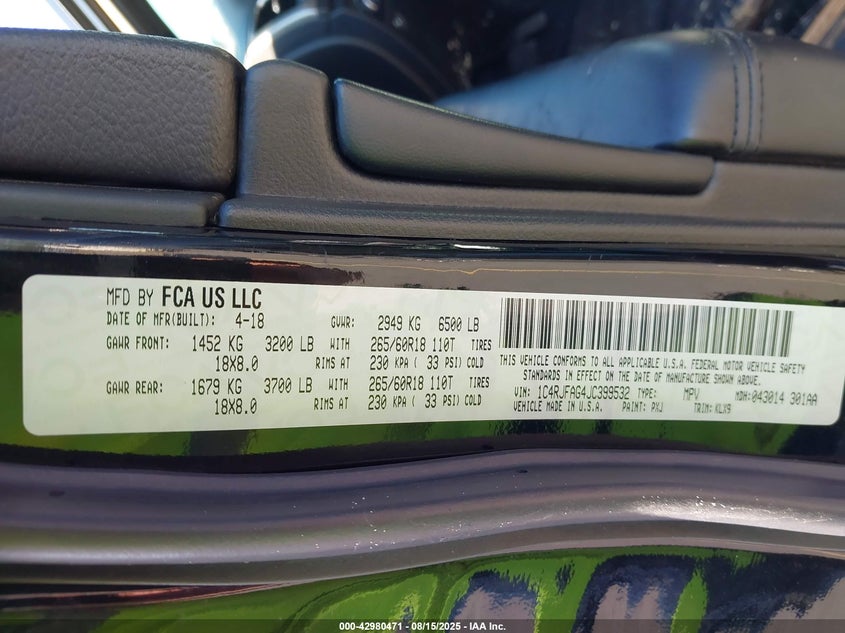 MFD BY FCA US LLC
DATE OF MFR(BUILT): 4-18 GVWR: 2949 KG 6500 LB
GAWR FRONT: 1452 KG 3200 LB WITH 265/60R18 110T TIRES
18X8.0 RIMS AT 230 KPA ( 33 PSI) COLD
GAWR REAR: 1679 KG 3700 LB WITH 265/60R18 110T TIRES
18X8.0 RIMS AT 230 KPA ( 33 PSI) COLD
THIS VEHICLE CONFORMS TO ALL APPLICABLE U.S.A. FEDERAL MOTOR VEHICLE SAFETY
STANDARDS IN EFFECT ON THE DATE OF MANUFACTURE SHOWN ABOVE.
VIN: 1C4RJFAG4JC399532 TYPE: MPV MDH: 043014 301AA
VEHICLE MADE IN U.S.A. PAINT: PXJ TRIM: KLX9
000-42980471 - 08/15/2025 - IAA Inc.